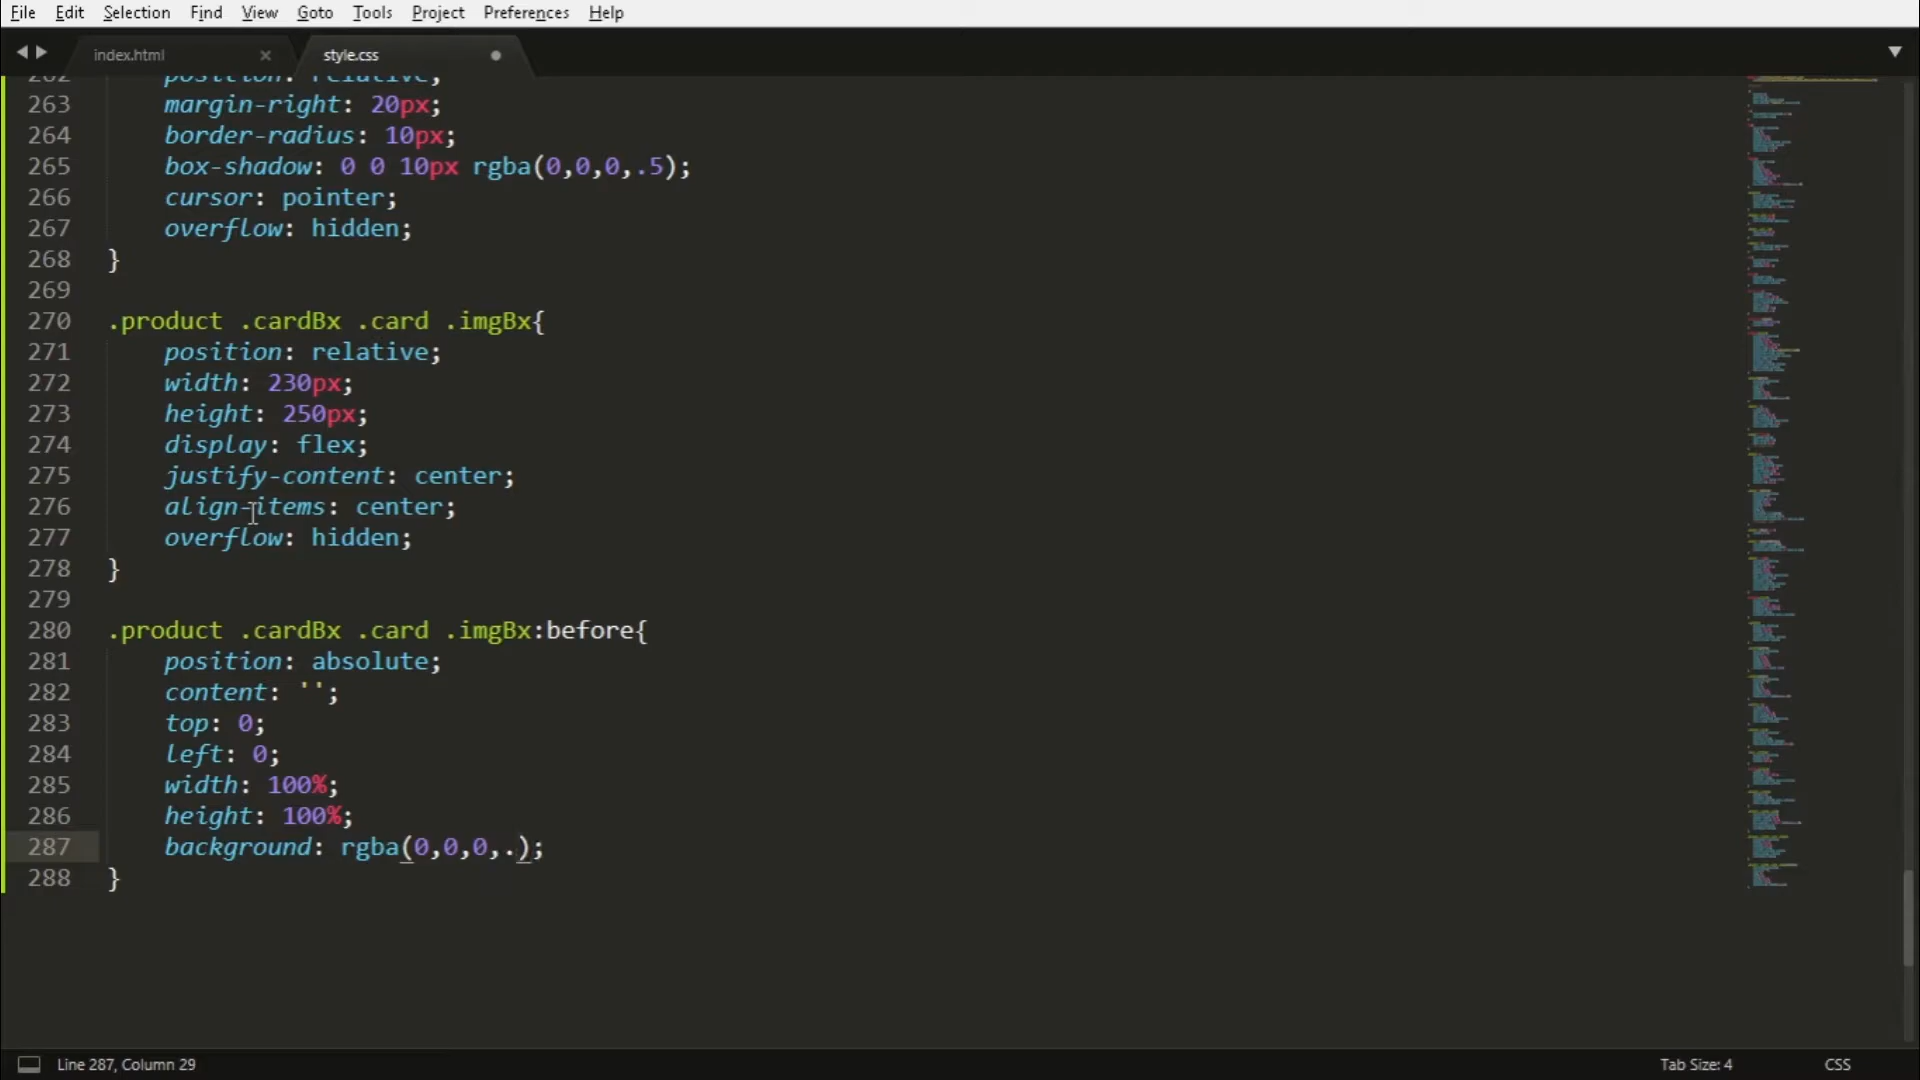 File Edit Selection Find View Goto Tools Project Preferences Help
index.html style.css
262 position: relative;
263 margin-right: 20px;
264 border-radius: 10px;
265 box-shadow: 0 0 10px rgba(0,0,0,.5);
266 cursor: pointer;
267 overflow: hidden;
268 }
269
270 .product .cardBx .card .imgBx{
271 position: relative;
272 width: 230px;
273 height: 250px;
274 display: flex;
275 justify-content: center;
276 align-items: center;
277 overflow: hidden;
278 }
279
280 .product .cardBx .card .imgBx:before{
281 position: absolute;
282 content: '';
283 top: 0;
284 left: 0;
285 width: 100%;
286 height: 100%;
287 background: rgba(0,0,0,.);
288 }
Line 287, Column 29 Tab Size: 4 CSS